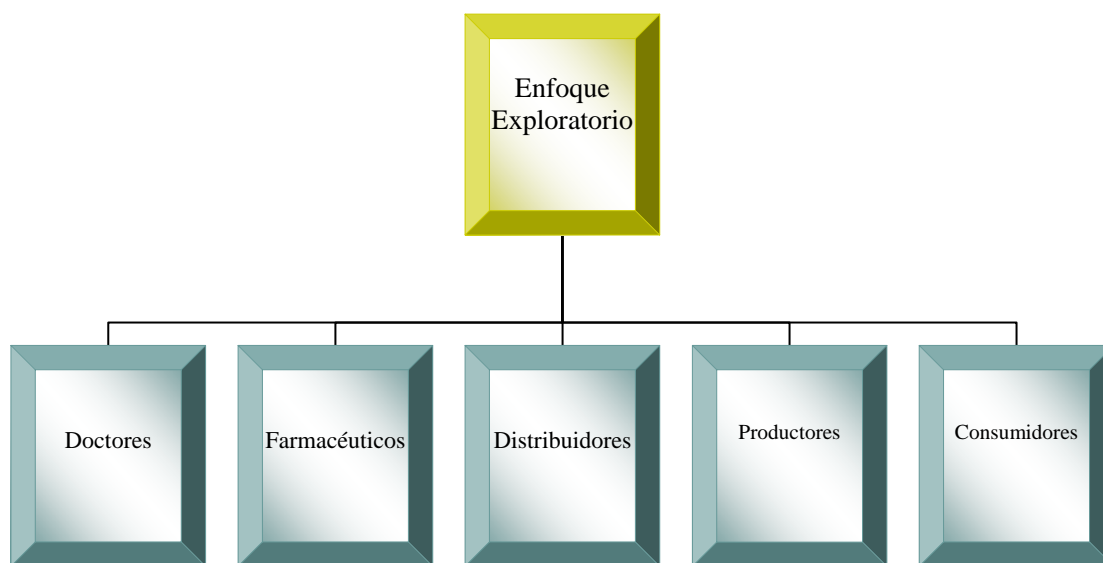 Enfoque
Exploratorio
Doctores
Farmacéuticos
Distribuidores
Productores
Consumidores